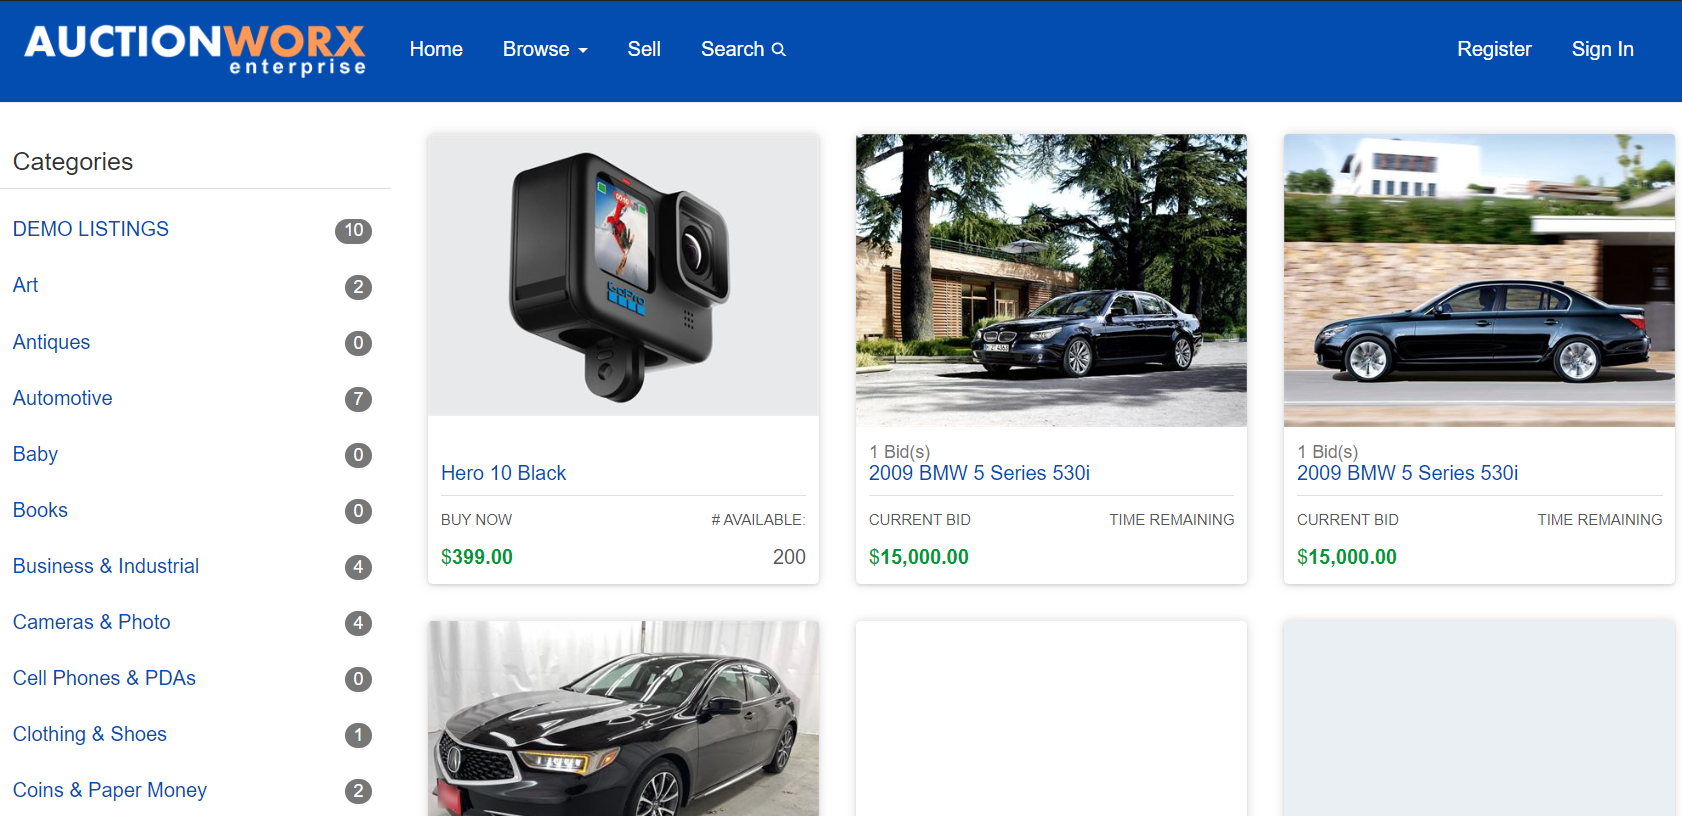 AUCTIONWORX
enterprise
Home
Browse
Sell
Search
Register
Sign In
Categories
DEMO LISTINGS 10
Art 2
Antiques 0
Automotive 7
Baby 0
Books 0
Business & Industrial 4
Cameras & Photo 4
Cell Phones & PDAs 0
Clothing & Shoes 1
Coins & Paper Money 2
GoPro
Hero 10 Black
BUY NOW # AVAILABLE:
$399.00 200
1 Bid(s)
2009 BMW 5 Series 530i
CURRENT BID TIME REMAINING
$15,000.00
1 Bid(s)
2009 BMW 5 Series 530i
CURRENT BID TIME REMAINING
$15,000.00